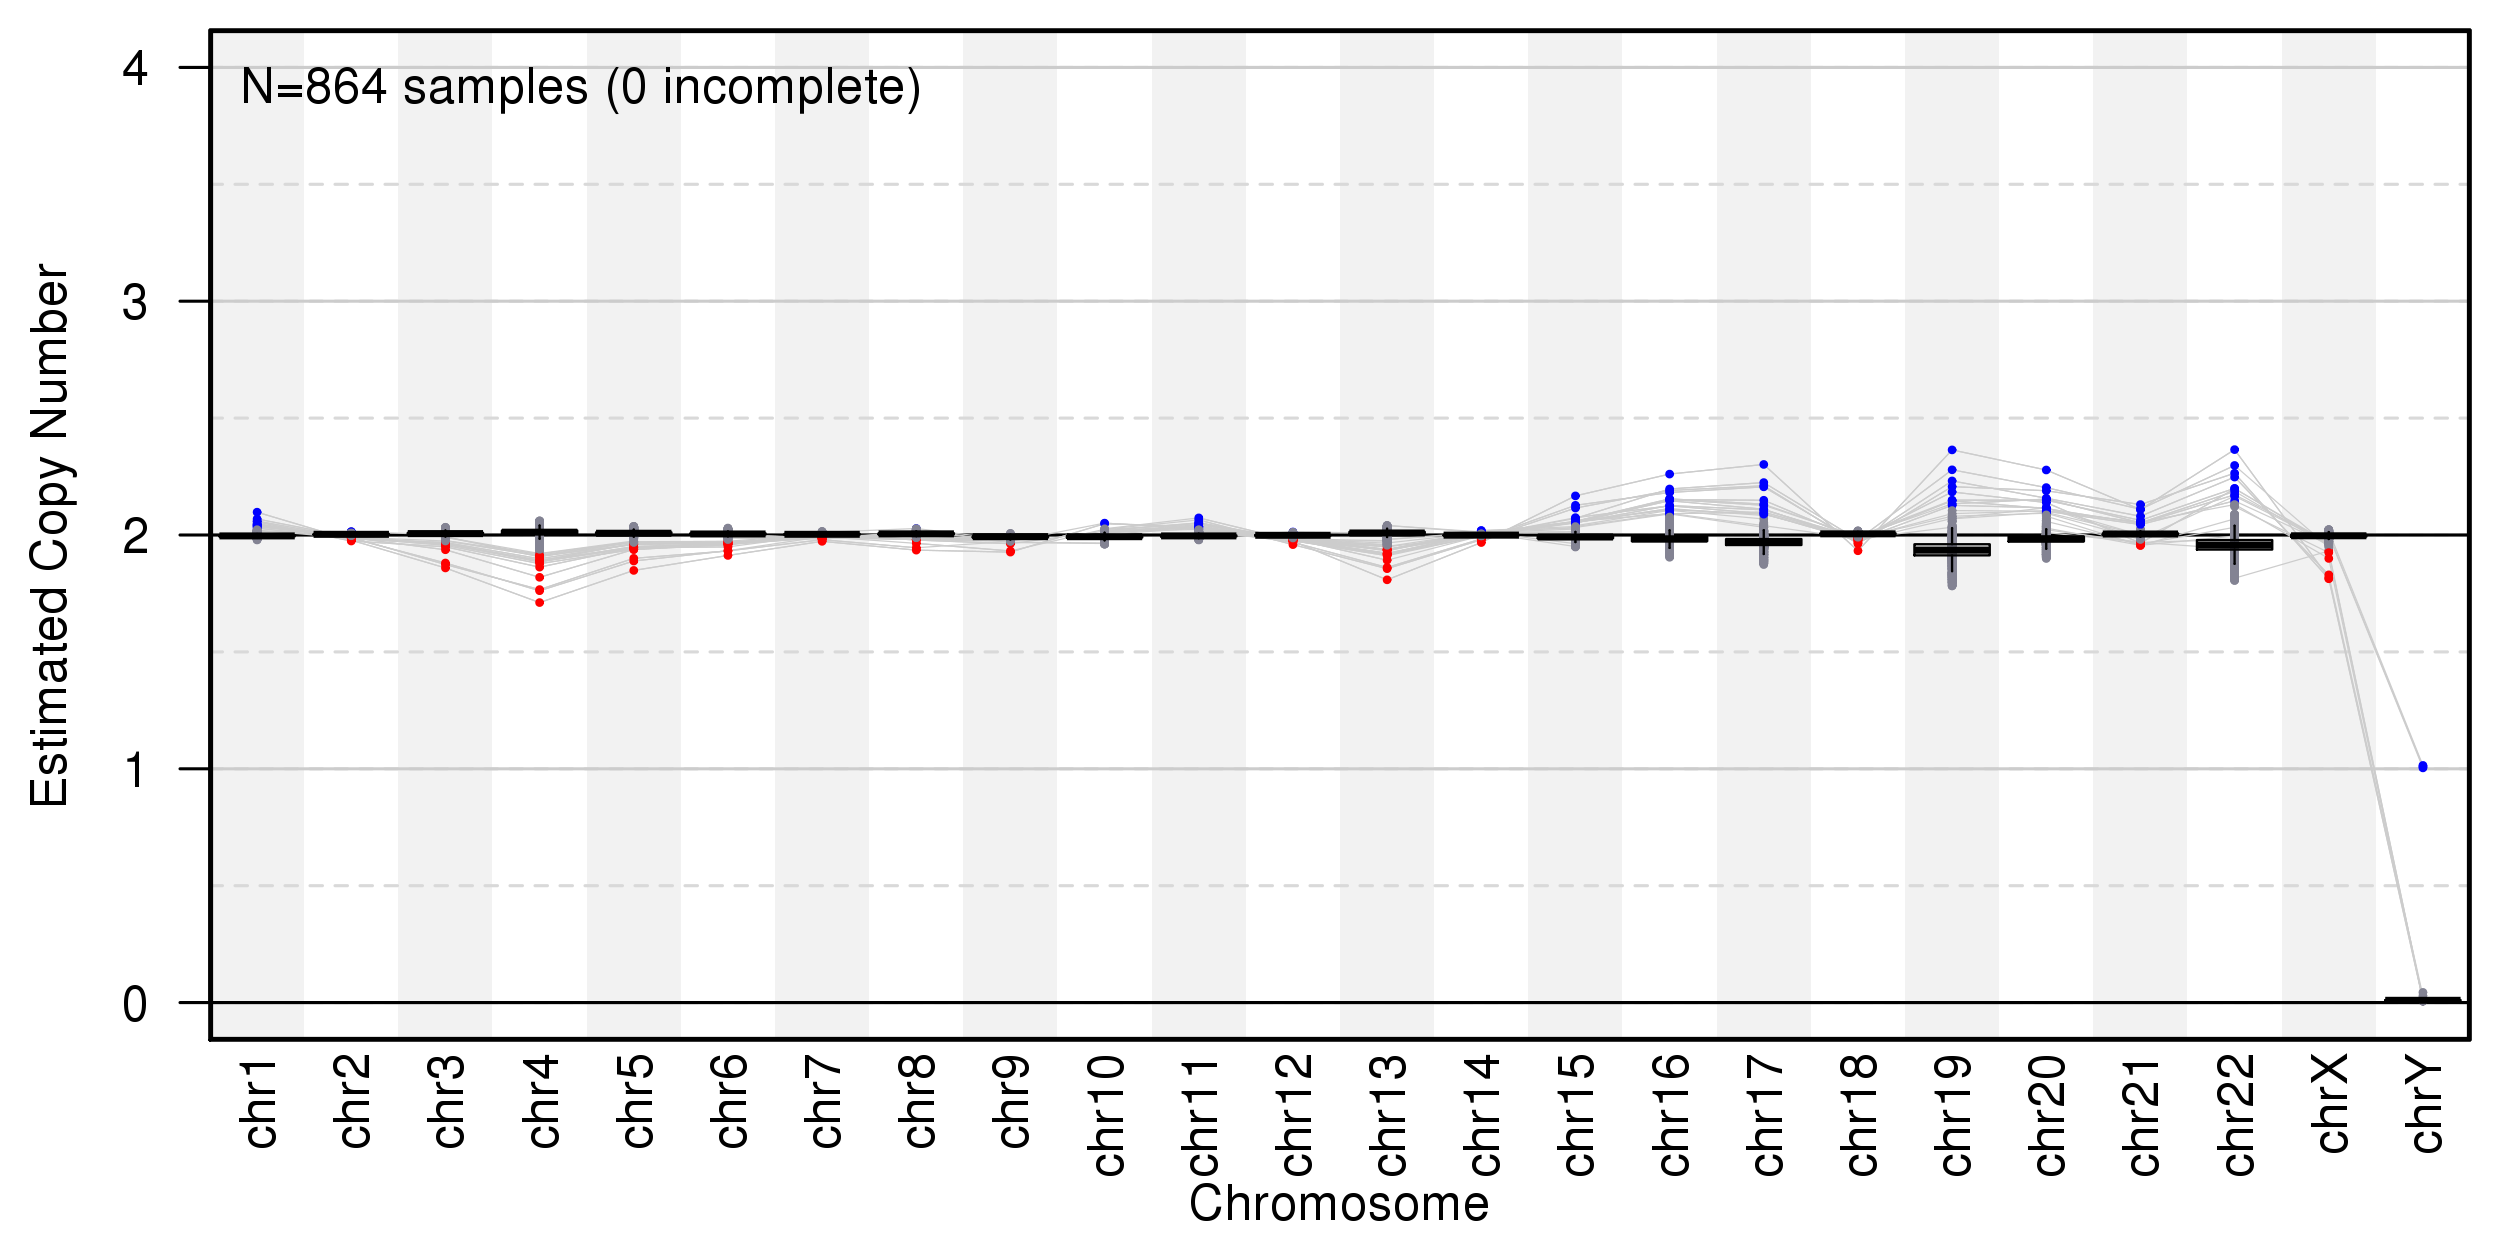 N=864 samples (0 incomplete)
Estimated Copy Number
4
3
2
1
0
chr1
chr2
chr3
chr4
chr5
chr6
chr7
chr8
chr9
chr10
chr11
chr12
chr13
chr14
chr15
chr16
chr17
chr18
chr19
chr20
chr21
chr22
chrX
chrY
Chromosome